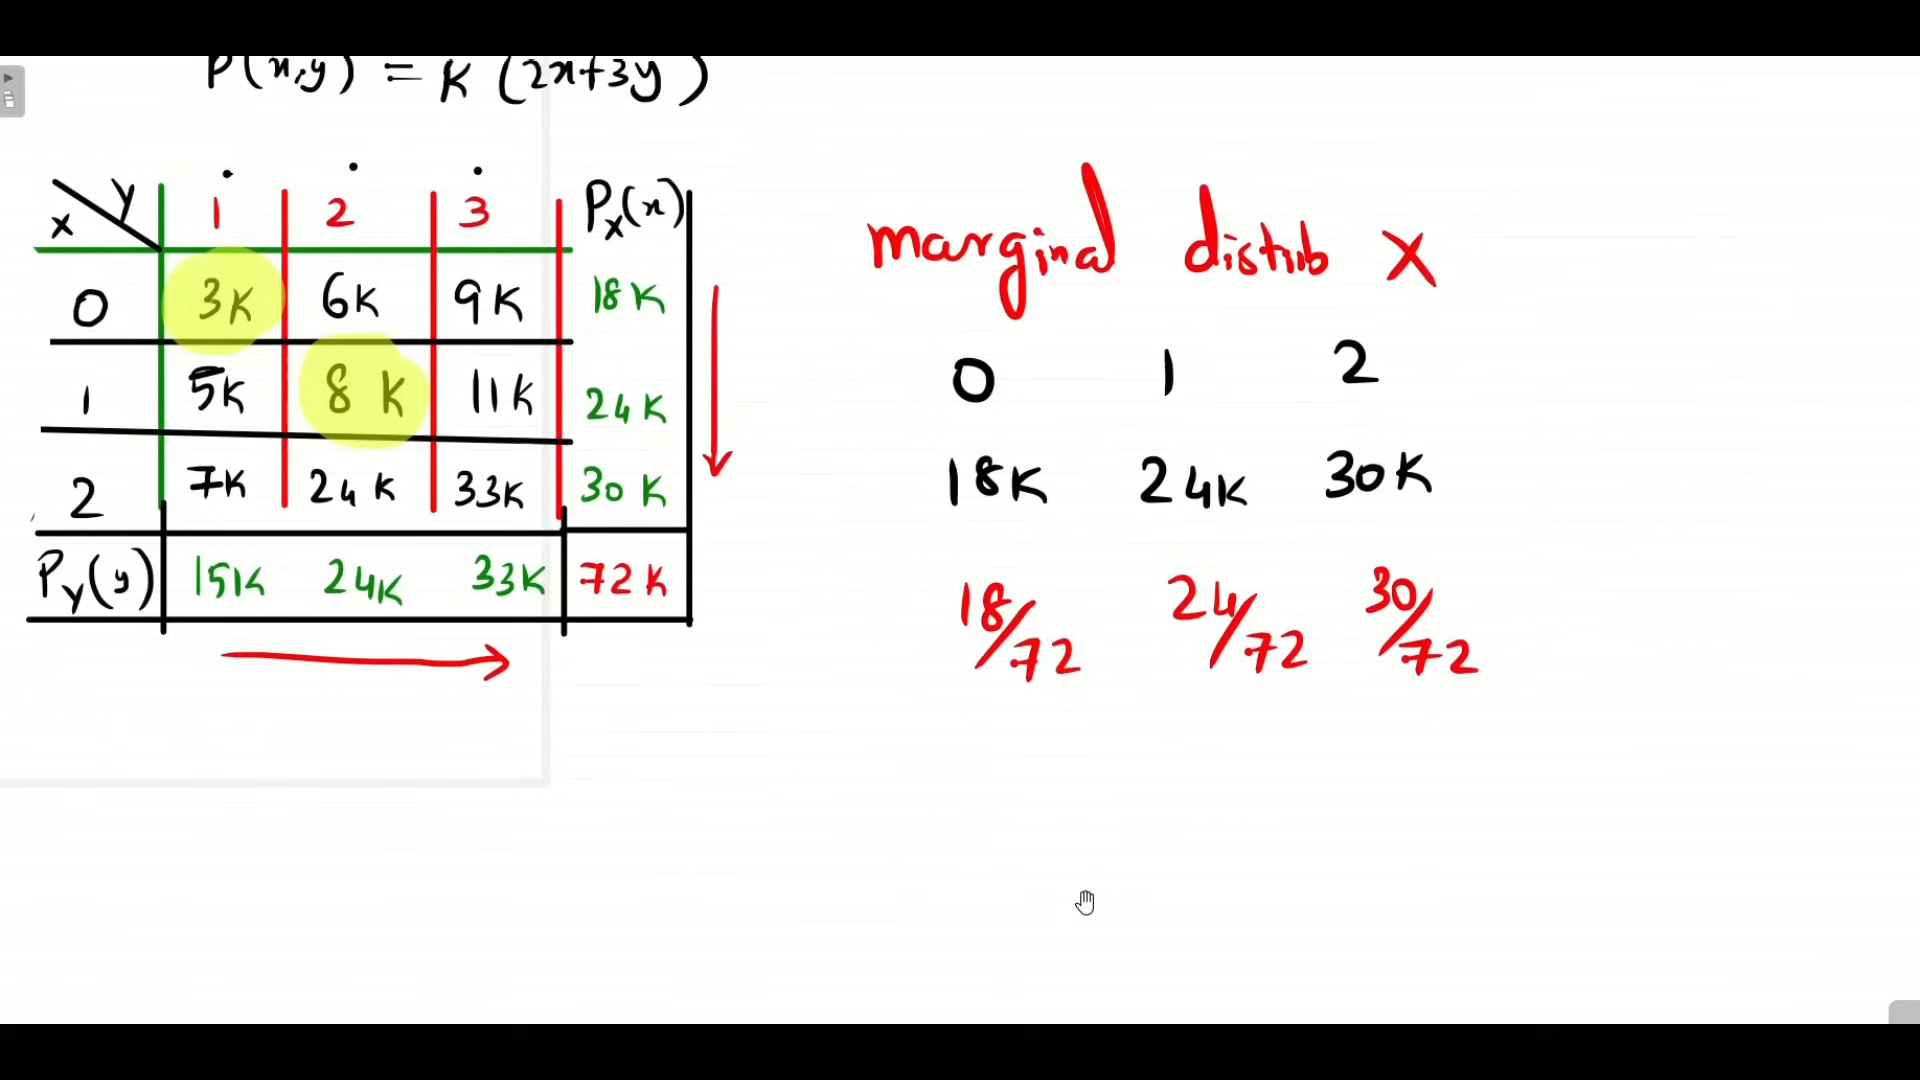 P(x,y) = K (2x+3y)
x y 1 2 3 Px(x)
0 3K 6K 9K 18K
1 5K 8K 11K 24K
2 7K 24K 33K 30K
Py(y) 15K 24K 33K 72K
marginal distrib X
0 1 2
18K 24K 30K
18/72 24/72 30/72